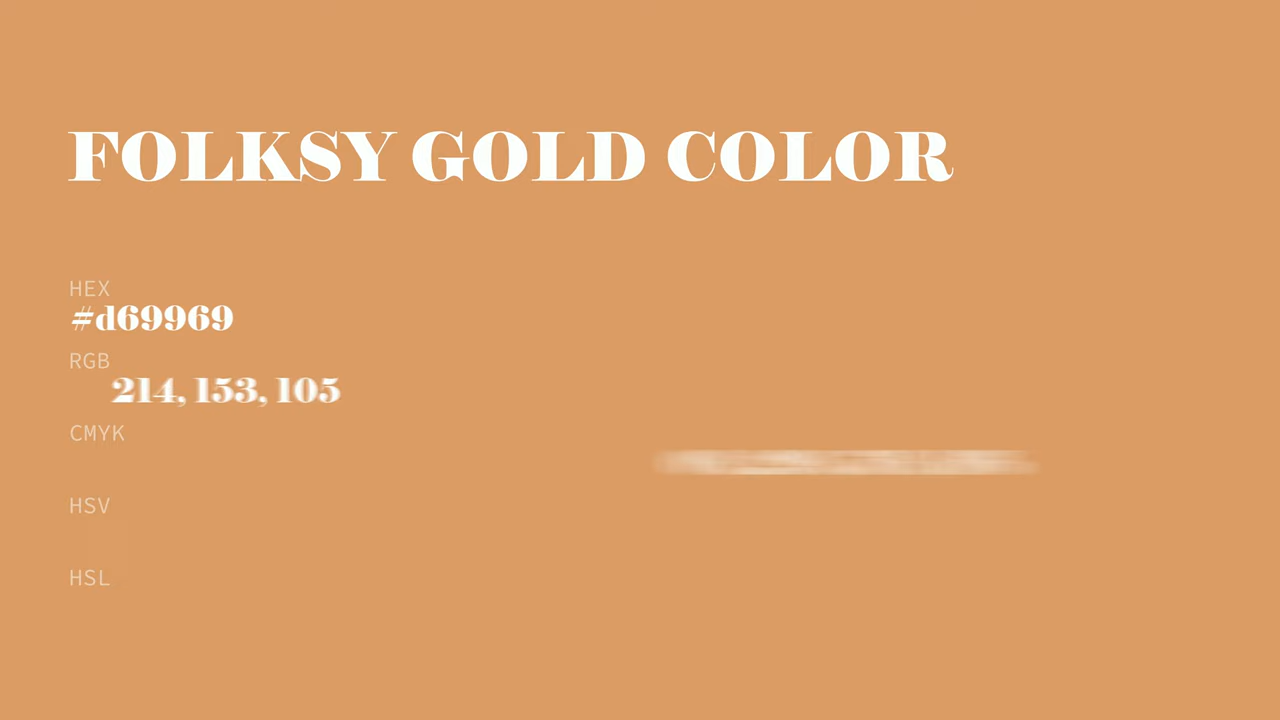 FOLKSY GOLD COLOR
HEX
#d69969
RGB
214, 153, 105
CMYK
HSV
HSL